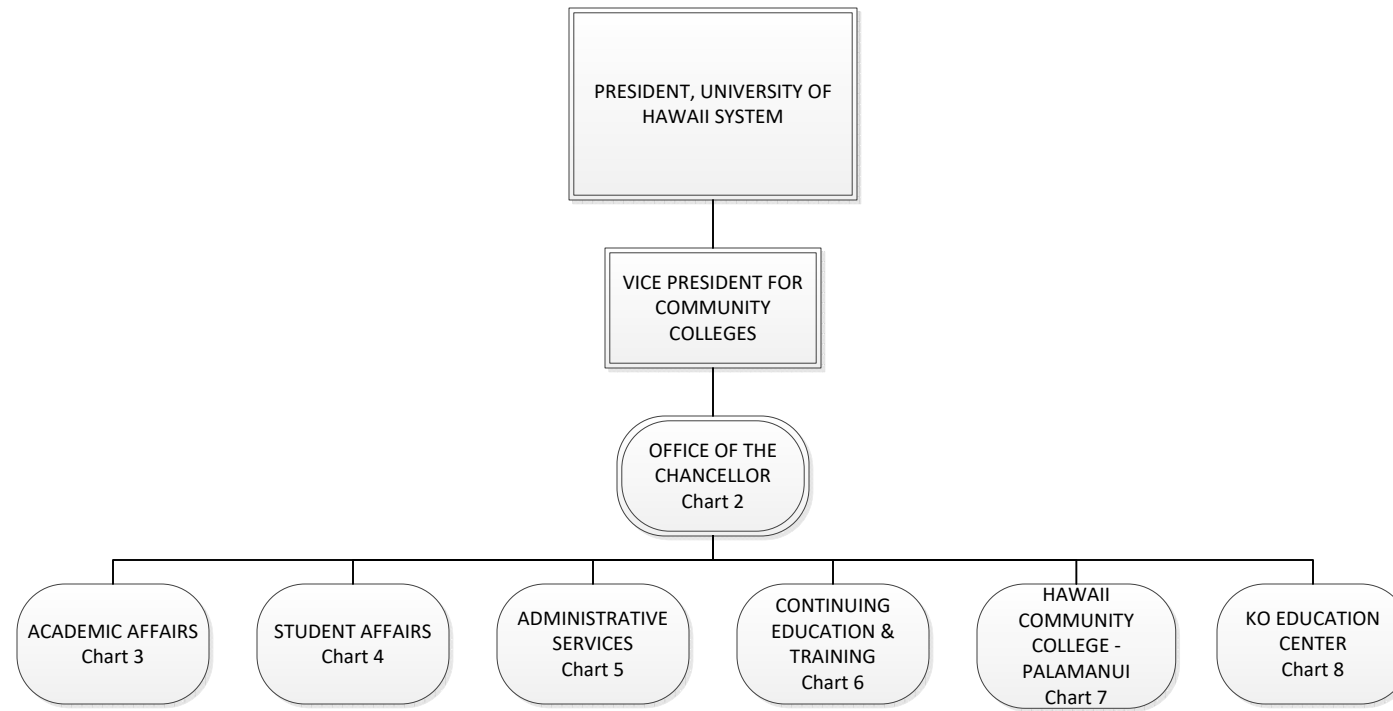 PRESIDENT, UNIVERSITY OF
HAWAII SYSTEM
VICE PRESIDENT FOR
COMMUNITY
COLLEGES
OFFICE OF THE
CHANCELLOR
Chart 2
ACADEMIC AFFAIRS
Chart 3
STUDENT AFFAIRS
Chart 4
ADMINISTRATIVE
SERVICES
Chart 5
CONTINUING
EDUCATION &
TRAINING
Chart 6
HAWAII
COMMUNITY
COLLEGE -
PALAMANUI
Chart 7
KO EDUCATION
CENTER
Chart 8